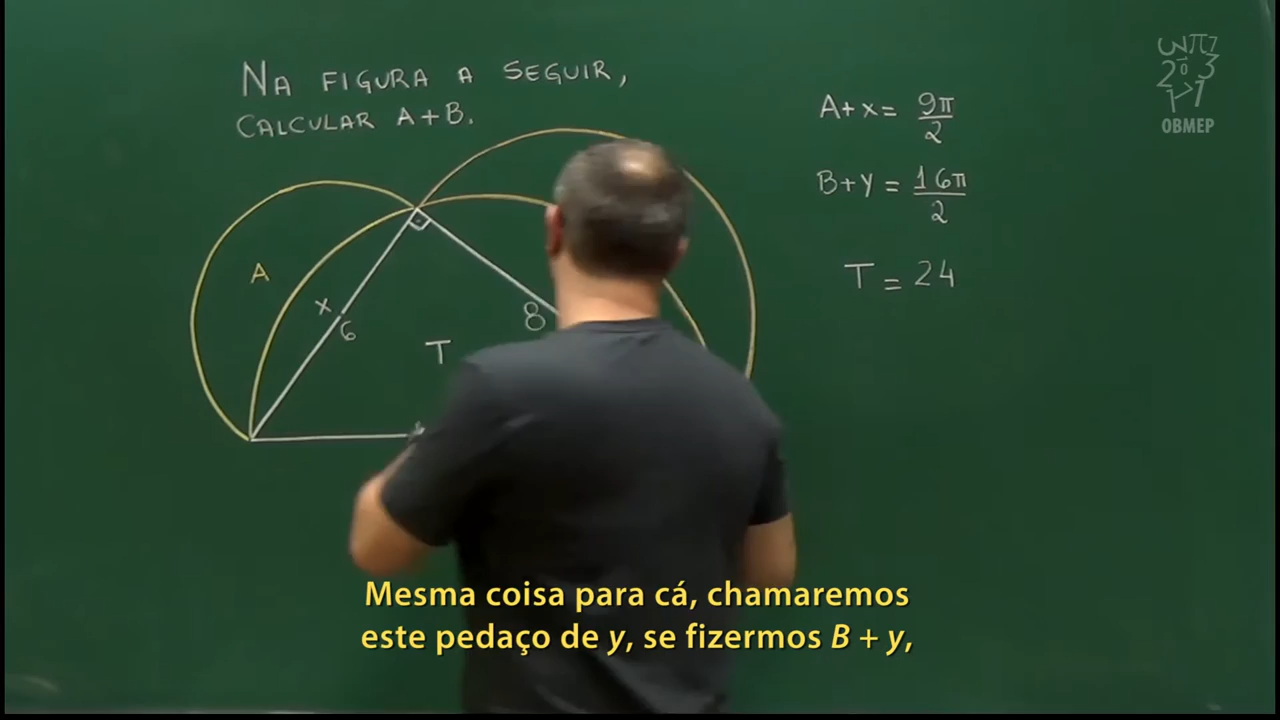 NA FIGURA A SEGUIR,
CALCULAR A+B.
A+x= 9π/2
B+y = 16π/2
T = 24
A
x
6
8
T
OBMEP
Mesma coisa para cá, chamaremos
este pedaço de y, se fizermos B + y,